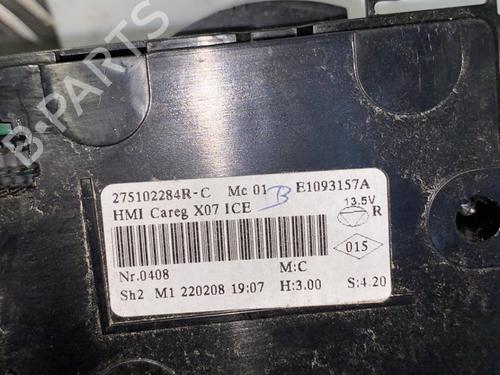 B-PARTS
275102284R-C Mc 01 B E1093157A
HMI Careg X07 ICE 13.5V R
015
Nr.0408 M:C
Sh2 M1 220208 19:07 H:3.00 S:4.20